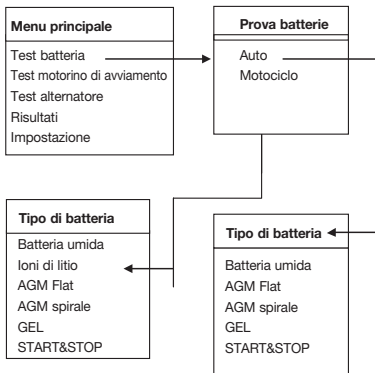 Menu principale
Test batteria
Test motorino di avviamento
Test alternatore
Risultati
Impostazione
Prova batterie
Auto
Motociclo
Tipo di batteria
Batteria umida
Ioni di litio
AGM Flat
AGM spirale
GEL
START&STOP
Tipo di batteria
Batteria umida
AGM Flat
AGM spirale
GEL
START&STOP